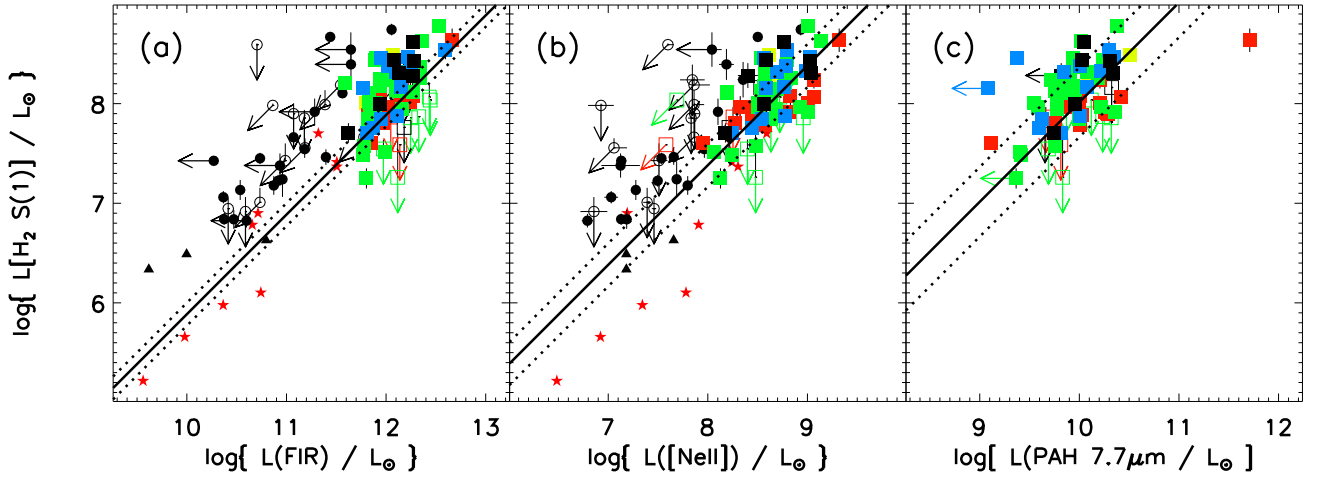 (a)
(b)
(c)
log{ L[H₂ S(1)] / L⊙ }
8
7
6
10 11 12 13
7 8 9
9 10 11 12
log{ L(FIR) / L⊙ }
log{ L([NeII]) / L⊙ }
log[ L(PAH 7.7μm / L⊙ ]